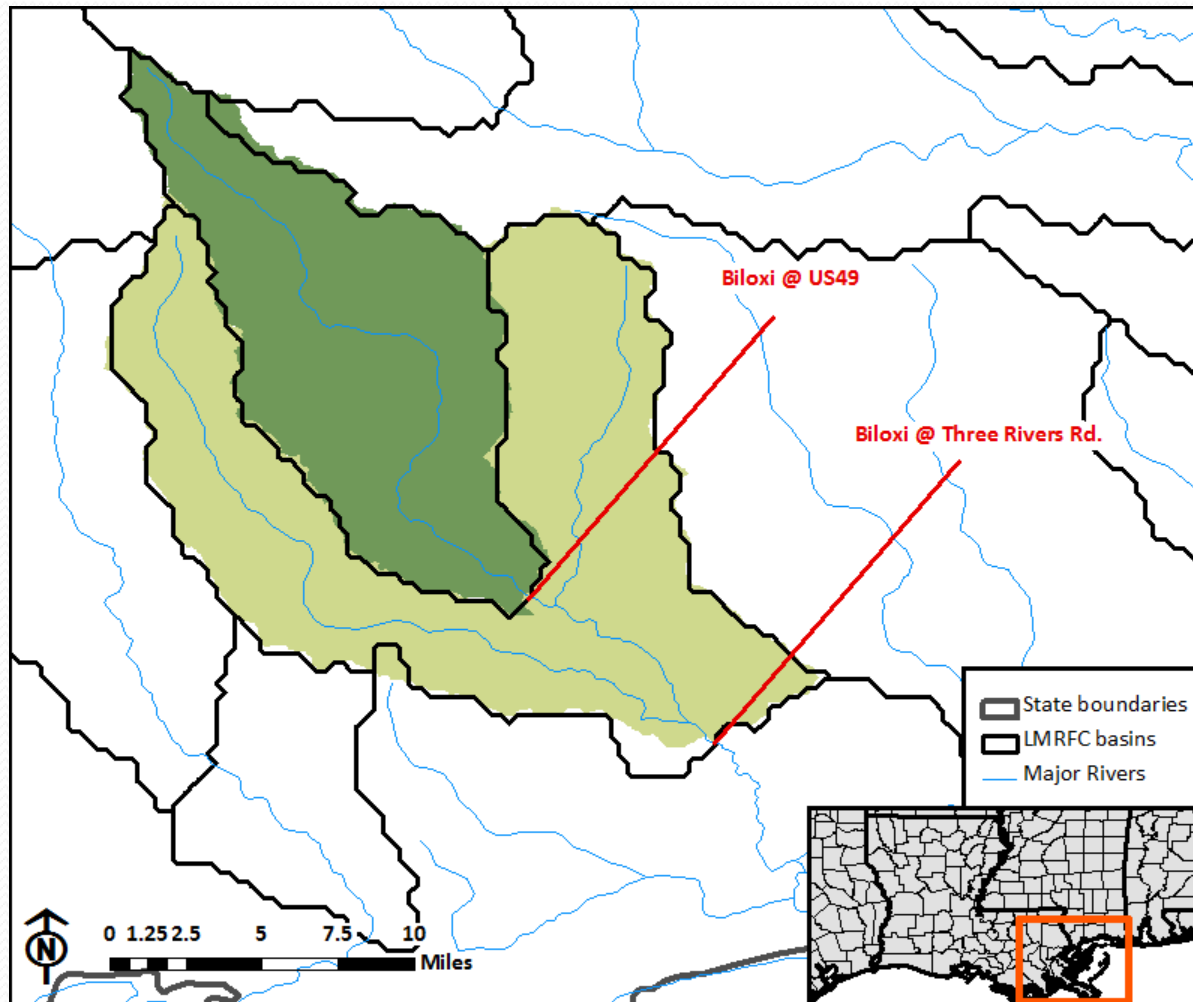 Biloxi @ US49
Biloxi @ Three Rivers Rd.
State boundaries
LMRFC basins
Major Rivers
N
0 1.25 2.5 5 7.5 10
Miles